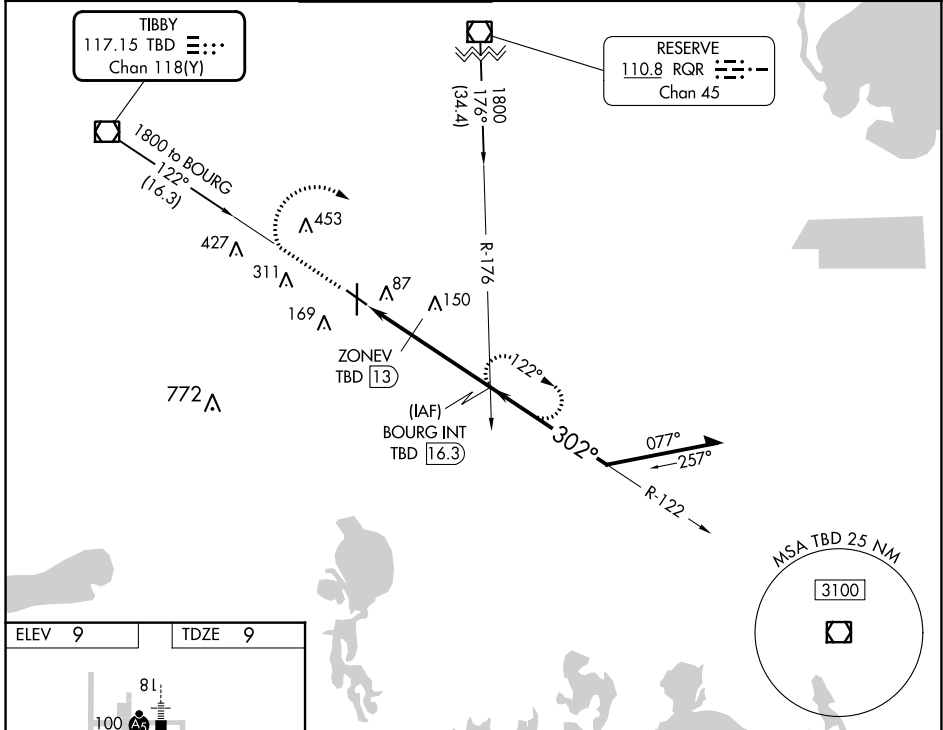 TIBBY
117.15 TBD
Chan 118(Y)
RESERVE
110.8 RQR
Chan 45
1800 to BOURG
122°
(16.3)
1800
176°
(34.4)
R-176
453
427
311
169
87
150
772
ZONEV
TBD 13
(IAF)
BOURG INT
TBD 16.3
122°
302°
077°
257°
R-122
MSA TBD 25 NM
3100
ELEV 9
TDZE 9
18L
100
A5